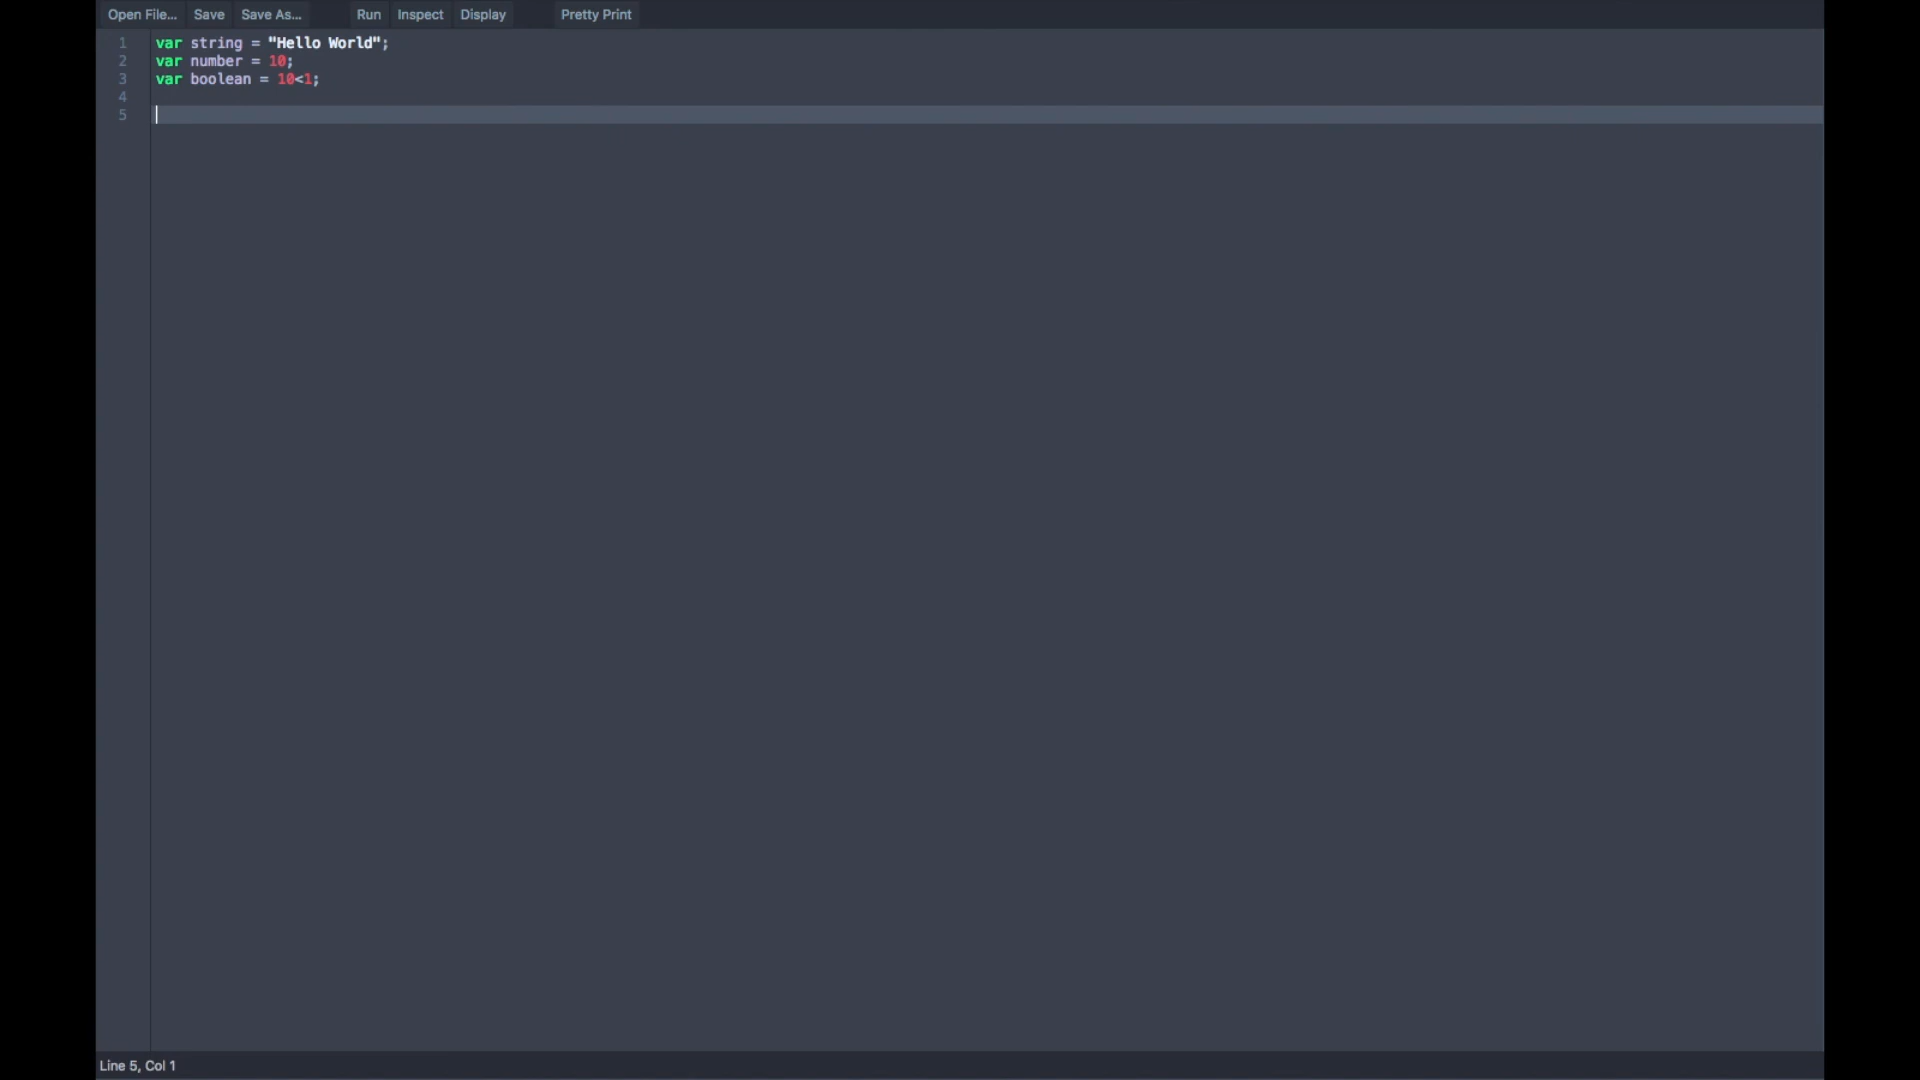 Open File... Save Save As... Run Inspect Display Pretty Print
1 var string = "Hello World";
2 var number = 10;
3 var boolean = 10<1;
4
5
Line 5, Col 1